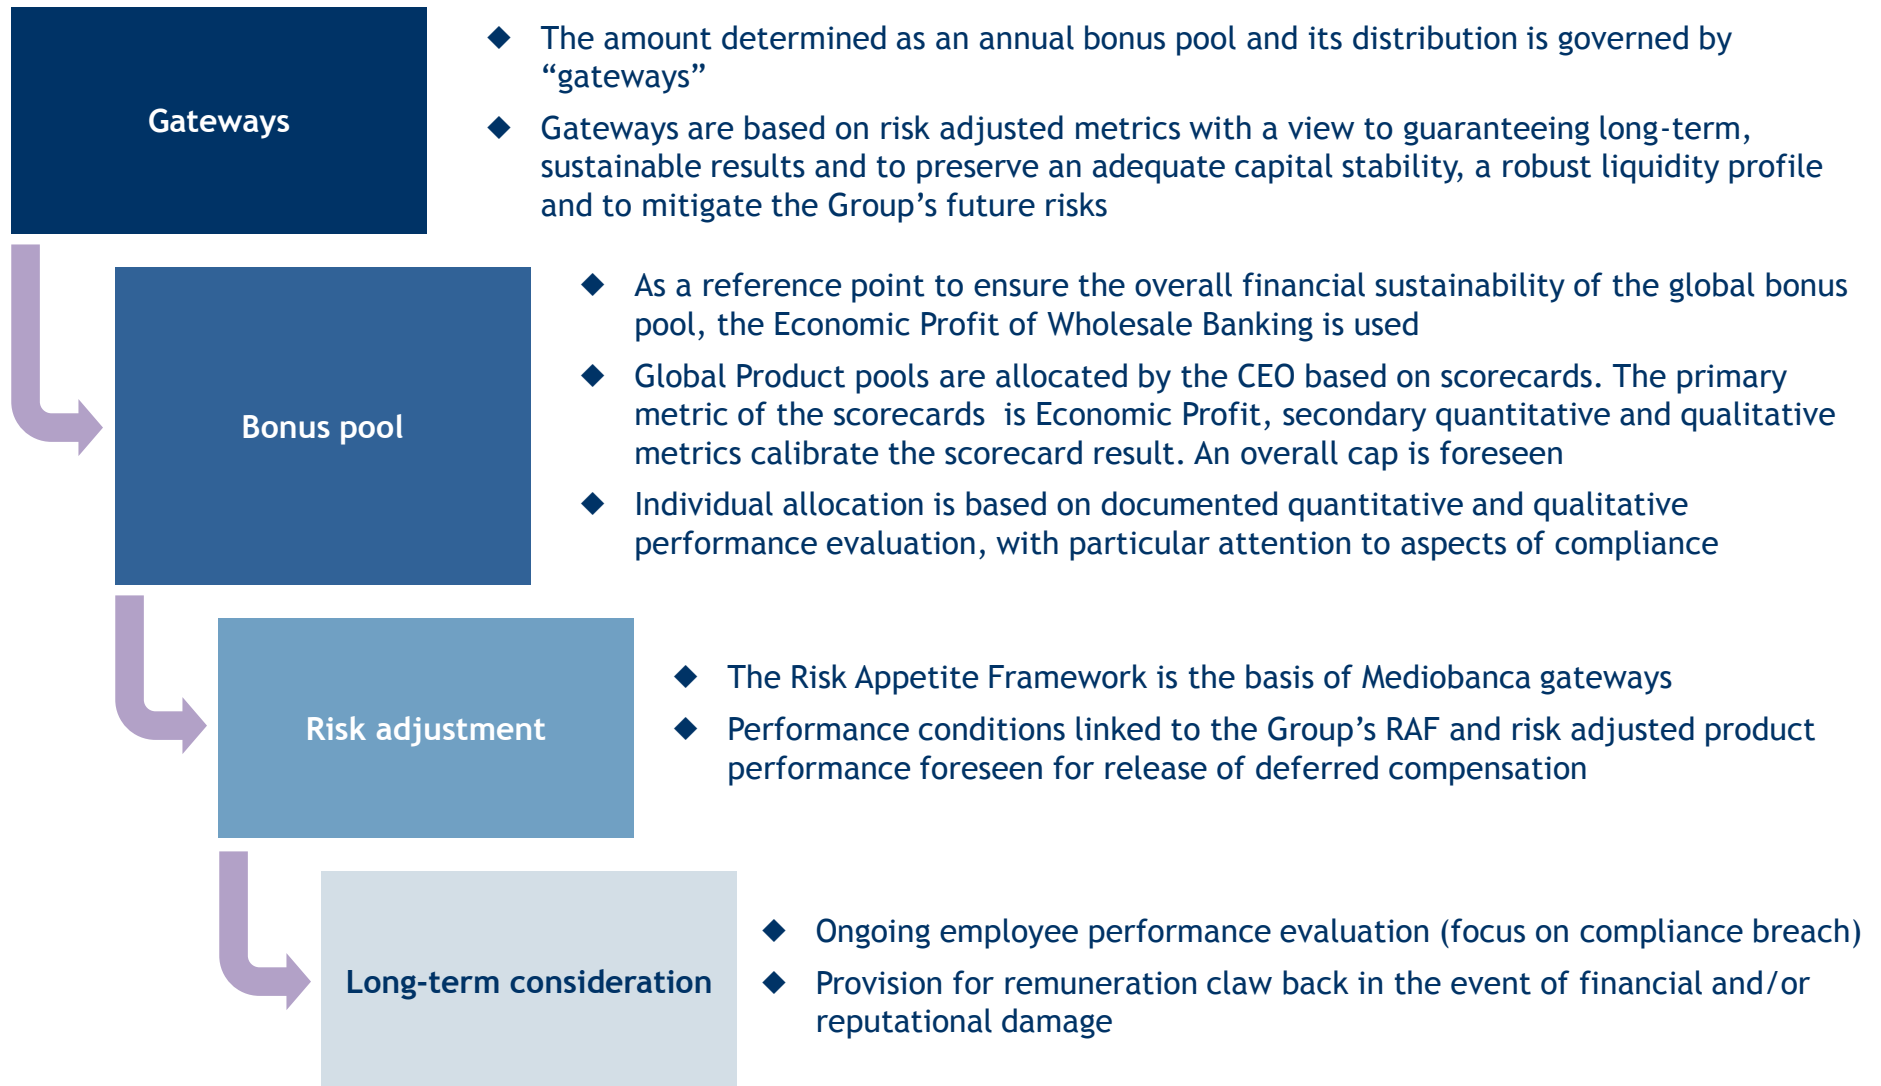 Gateways
◆ The amount determined as an annual bonus pool and its distribution is governed by
“gateways”
◆ Gateways are based on risk adjusted metrics with a view to guaranteeing long-term,
sustainable results and to preserve an adequate capital stability, a robust liquidity profile
and to mitigate the Group’s future risks
Bonus pool
◆ As a reference point to ensure the overall financial sustainability of the global bonus
pool, the Economic Profit of Wholesale Banking is used
◆ Global Product pools are allocated by the CEO based on scorecards. The primary
metric of the scorecards is Economic Profit, secondary quantitative and qualitative
metrics calibrate the scorecard result. An overall cap is foreseen
◆ Individual allocation is based on documented quantitative and qualitative
performance evaluation, with particular attention to aspects of compliance
Risk adjustment
◆ The Risk Appetite Framework is the basis of Mediobanca gateways
◆ Performance conditions linked to the Group’s RAF and risk adjusted product
performance foreseen for release of deferred compensation
Long-term consideration
◆ Ongoing employee performance evaluation (focus on compliance breach)
◆ Provision for remuneration claw back in the event of financial and/or
reputational damage